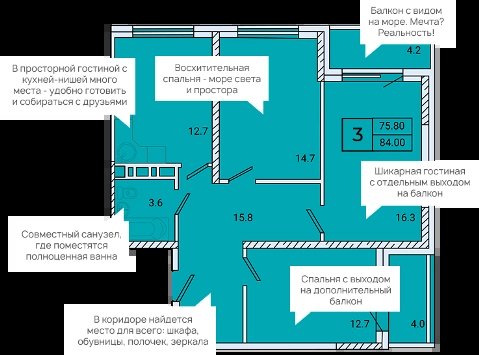 Балкон с видом
на море. Мечта?
Реальность!
4.2
В просторной гостиной с
кухней-нишей много
места - удобно готовить
и собираться с друзьями
Восхитительная
спальня - море света
и простора
12.7
14.7
3
75.80
84.00
Шикарная гостиная
с отдельным выходом
на балкон
3.6
15.8
16.3
Совместный санузел,
где поместятся
полноценная ванна
Спальня с выходом
на дополнительный
балкон
В коридоре найдется
место для всего: шкафа,
обувницы, полочек, зеркала
12.7
4.0